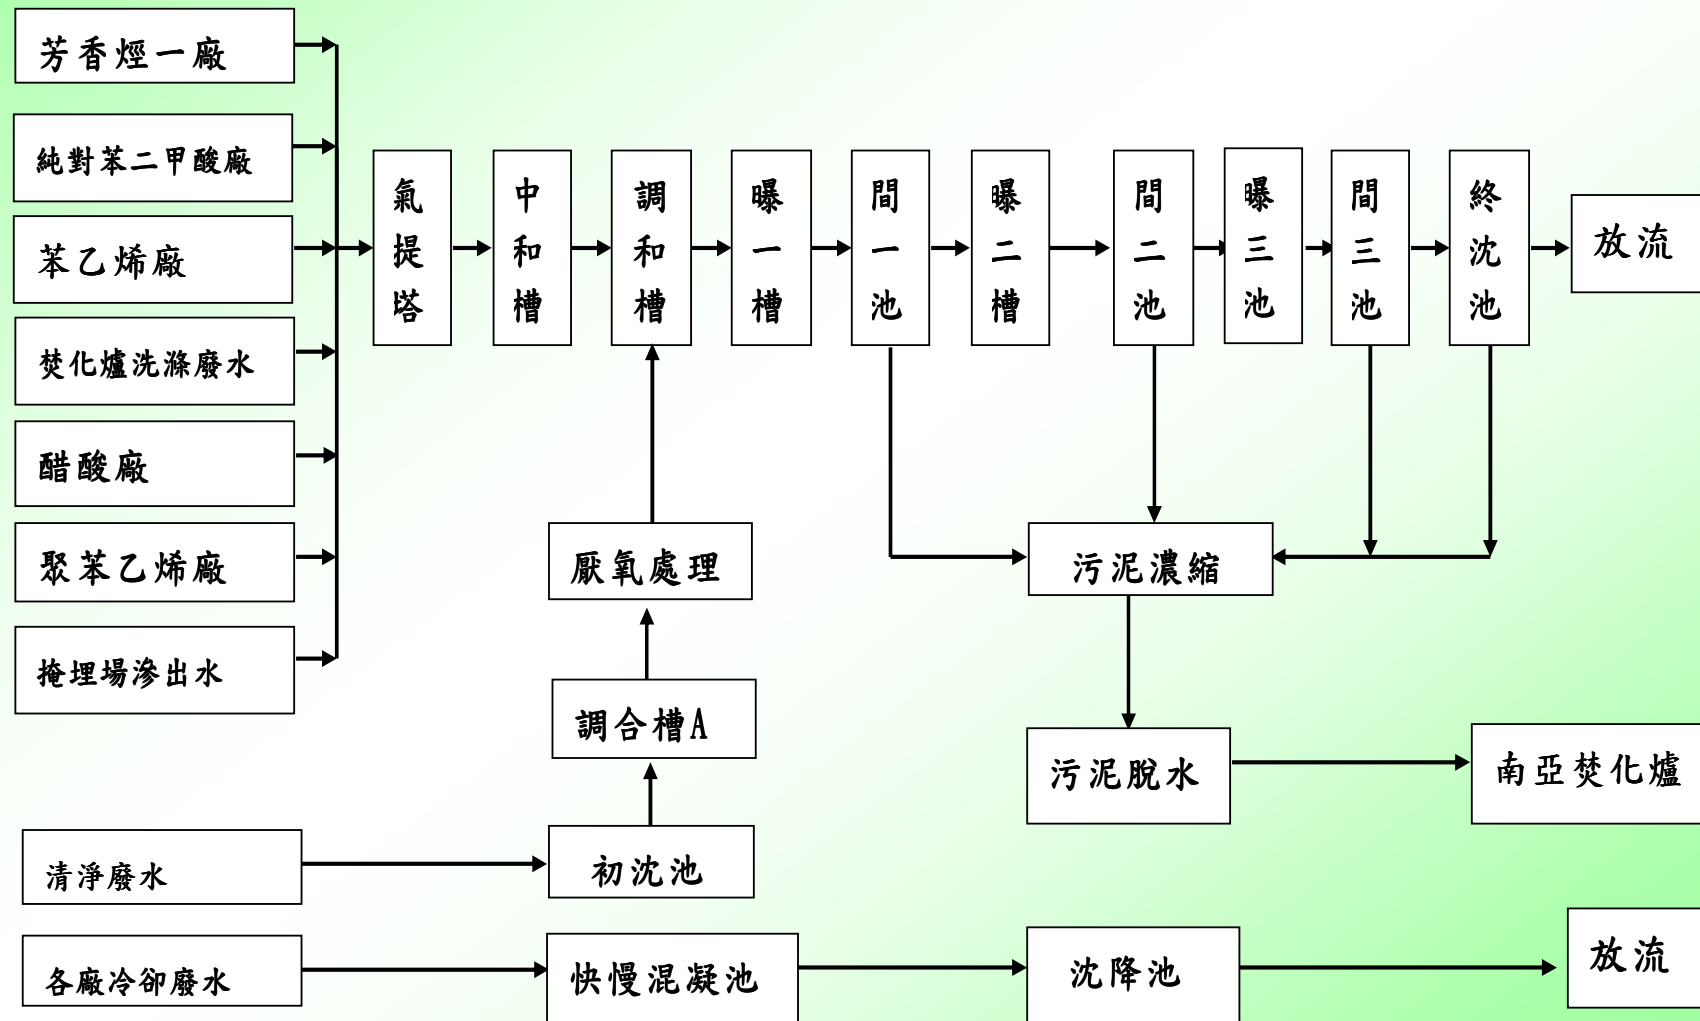 芳香烴一廠
純對苯二甲酸廠
苯乙烯廠
焚化爐洗滌廢水
醋酸廠
聚苯乙烯廠
掩埋場滲出水
氣提塔
中和槽
調和槽
曝一槽
間一池
曝二槽
間二池
曝三池
間三池
終沈池
放流
厭氧處理
污泥濃縮
調合槽A
污泥脫水
南亞焚化爐
清淨廢水
初沈池
各廠冷卻廢水
快慢混凝池
沈降池
放流